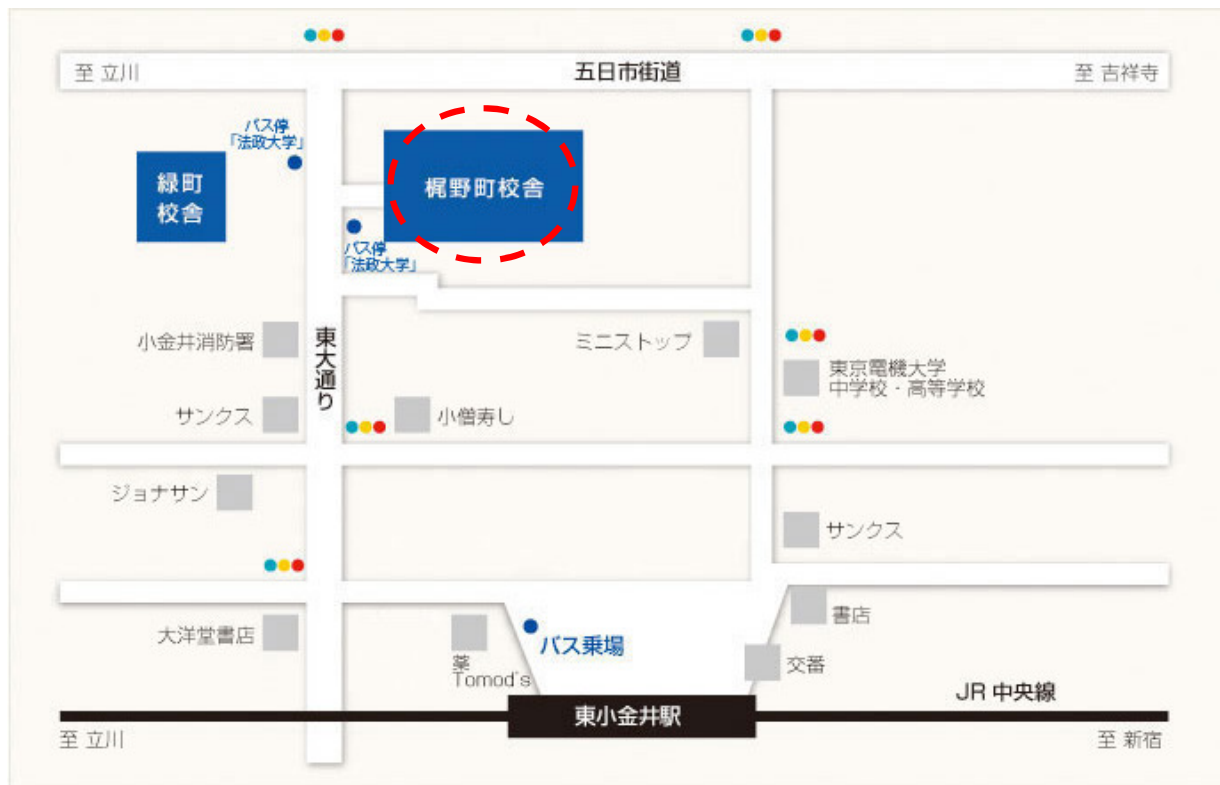 至 立川
五日市街道
至 吉祥寺
バス停
「法政大学」
緑町
校舎
梶野町校舎
バス停
「法政大学」
小金井消防署
東大通り
ミニストップ
東京電機大学
中学校・高等学校
サンクス
小僧寿し
ジョナサン
サンクス
大洋堂書店
薬
Tomod's
バス乗場
書店
交番
JR 中央線
東小金井駅
至 立川
至 新宿